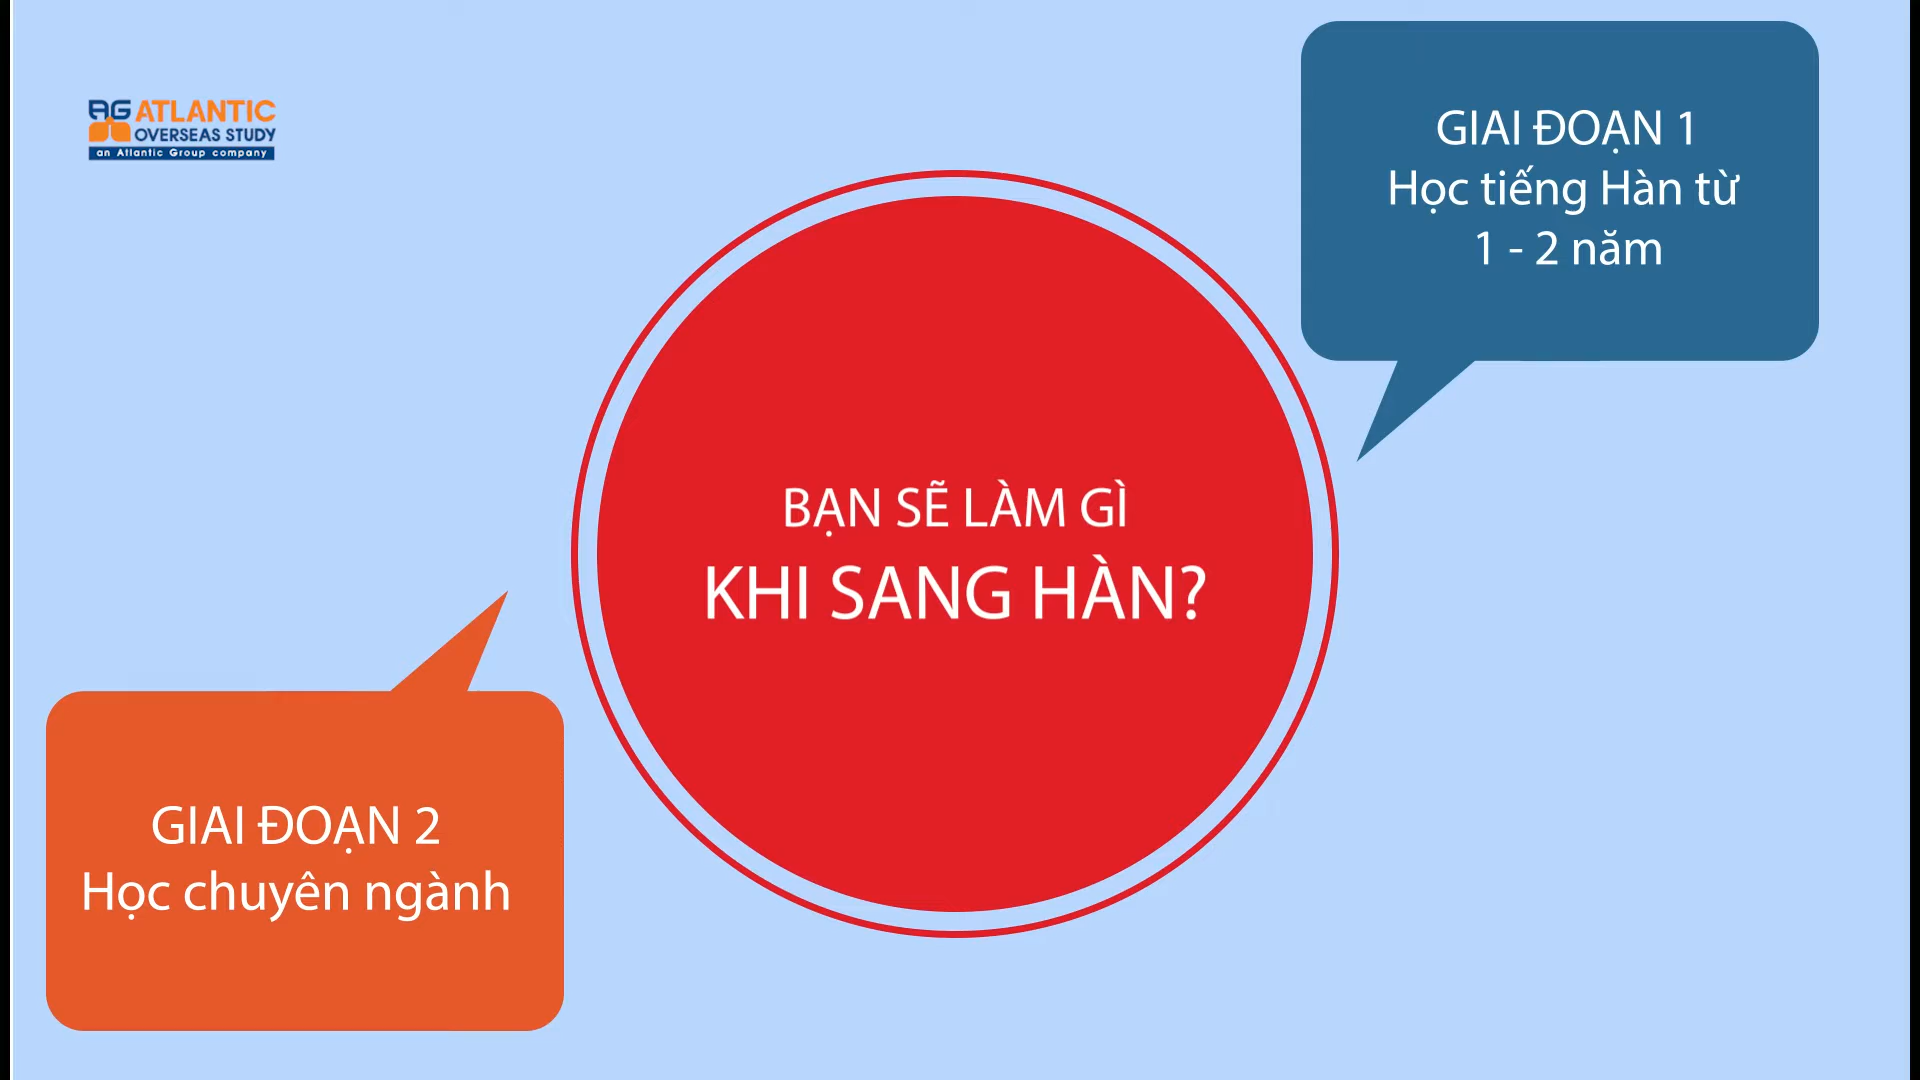 AG ATLANTIC
OVERSEAS STUDY
an Atlantic Group company
GIAI ĐOẠN 1
Học tiếng Hàn từ
1 - 2 năm
BẠN SẼ LÀM GÌ
KHI SANG HÀN?
GIAI ĐOẠN 2
Học chuyên ngành